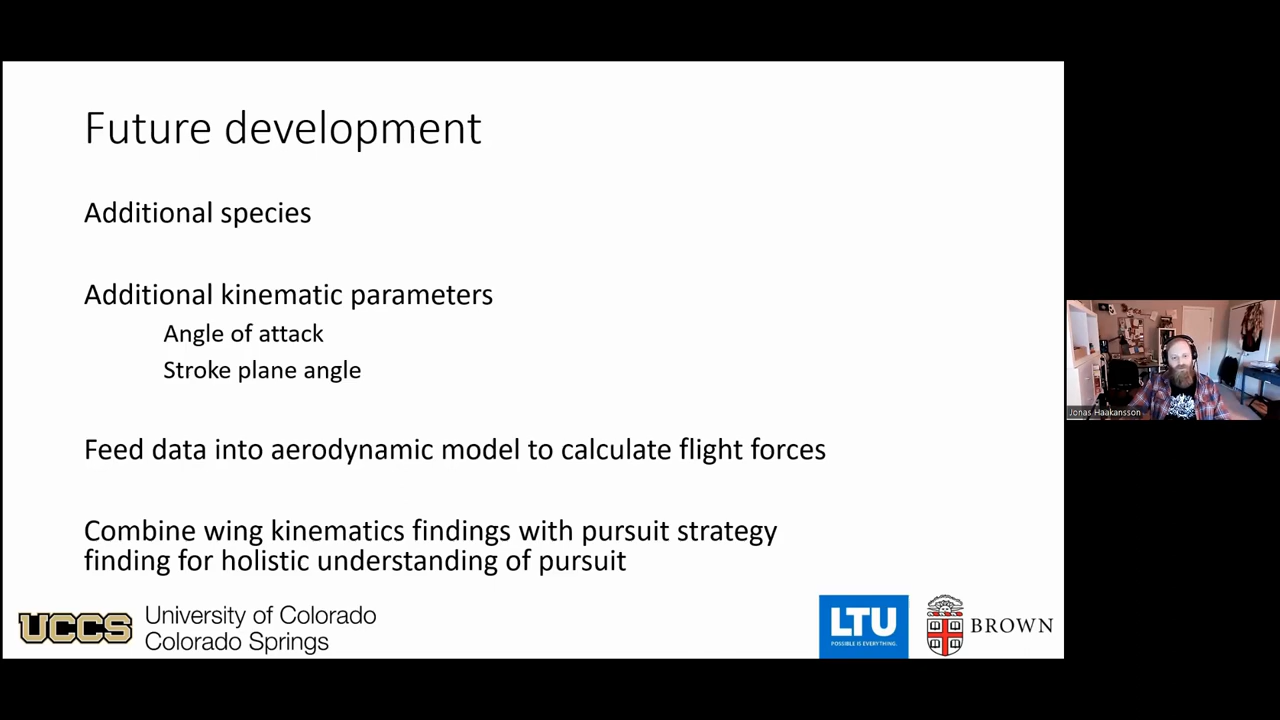 Future development
Additional species
Additional kinematic parameters
Angle of attack
Stroke plane angle
Feed data into aerodynamic model to calculate flight forces
Combine wing kinematics findings with pursuit strategy
finding for holistic understanding of pursuit
UCCS
University of Colorado
Colorado Springs
LTU
POSSIBLE IS EVERYTHING.
BROWN
Jonas Haakansson